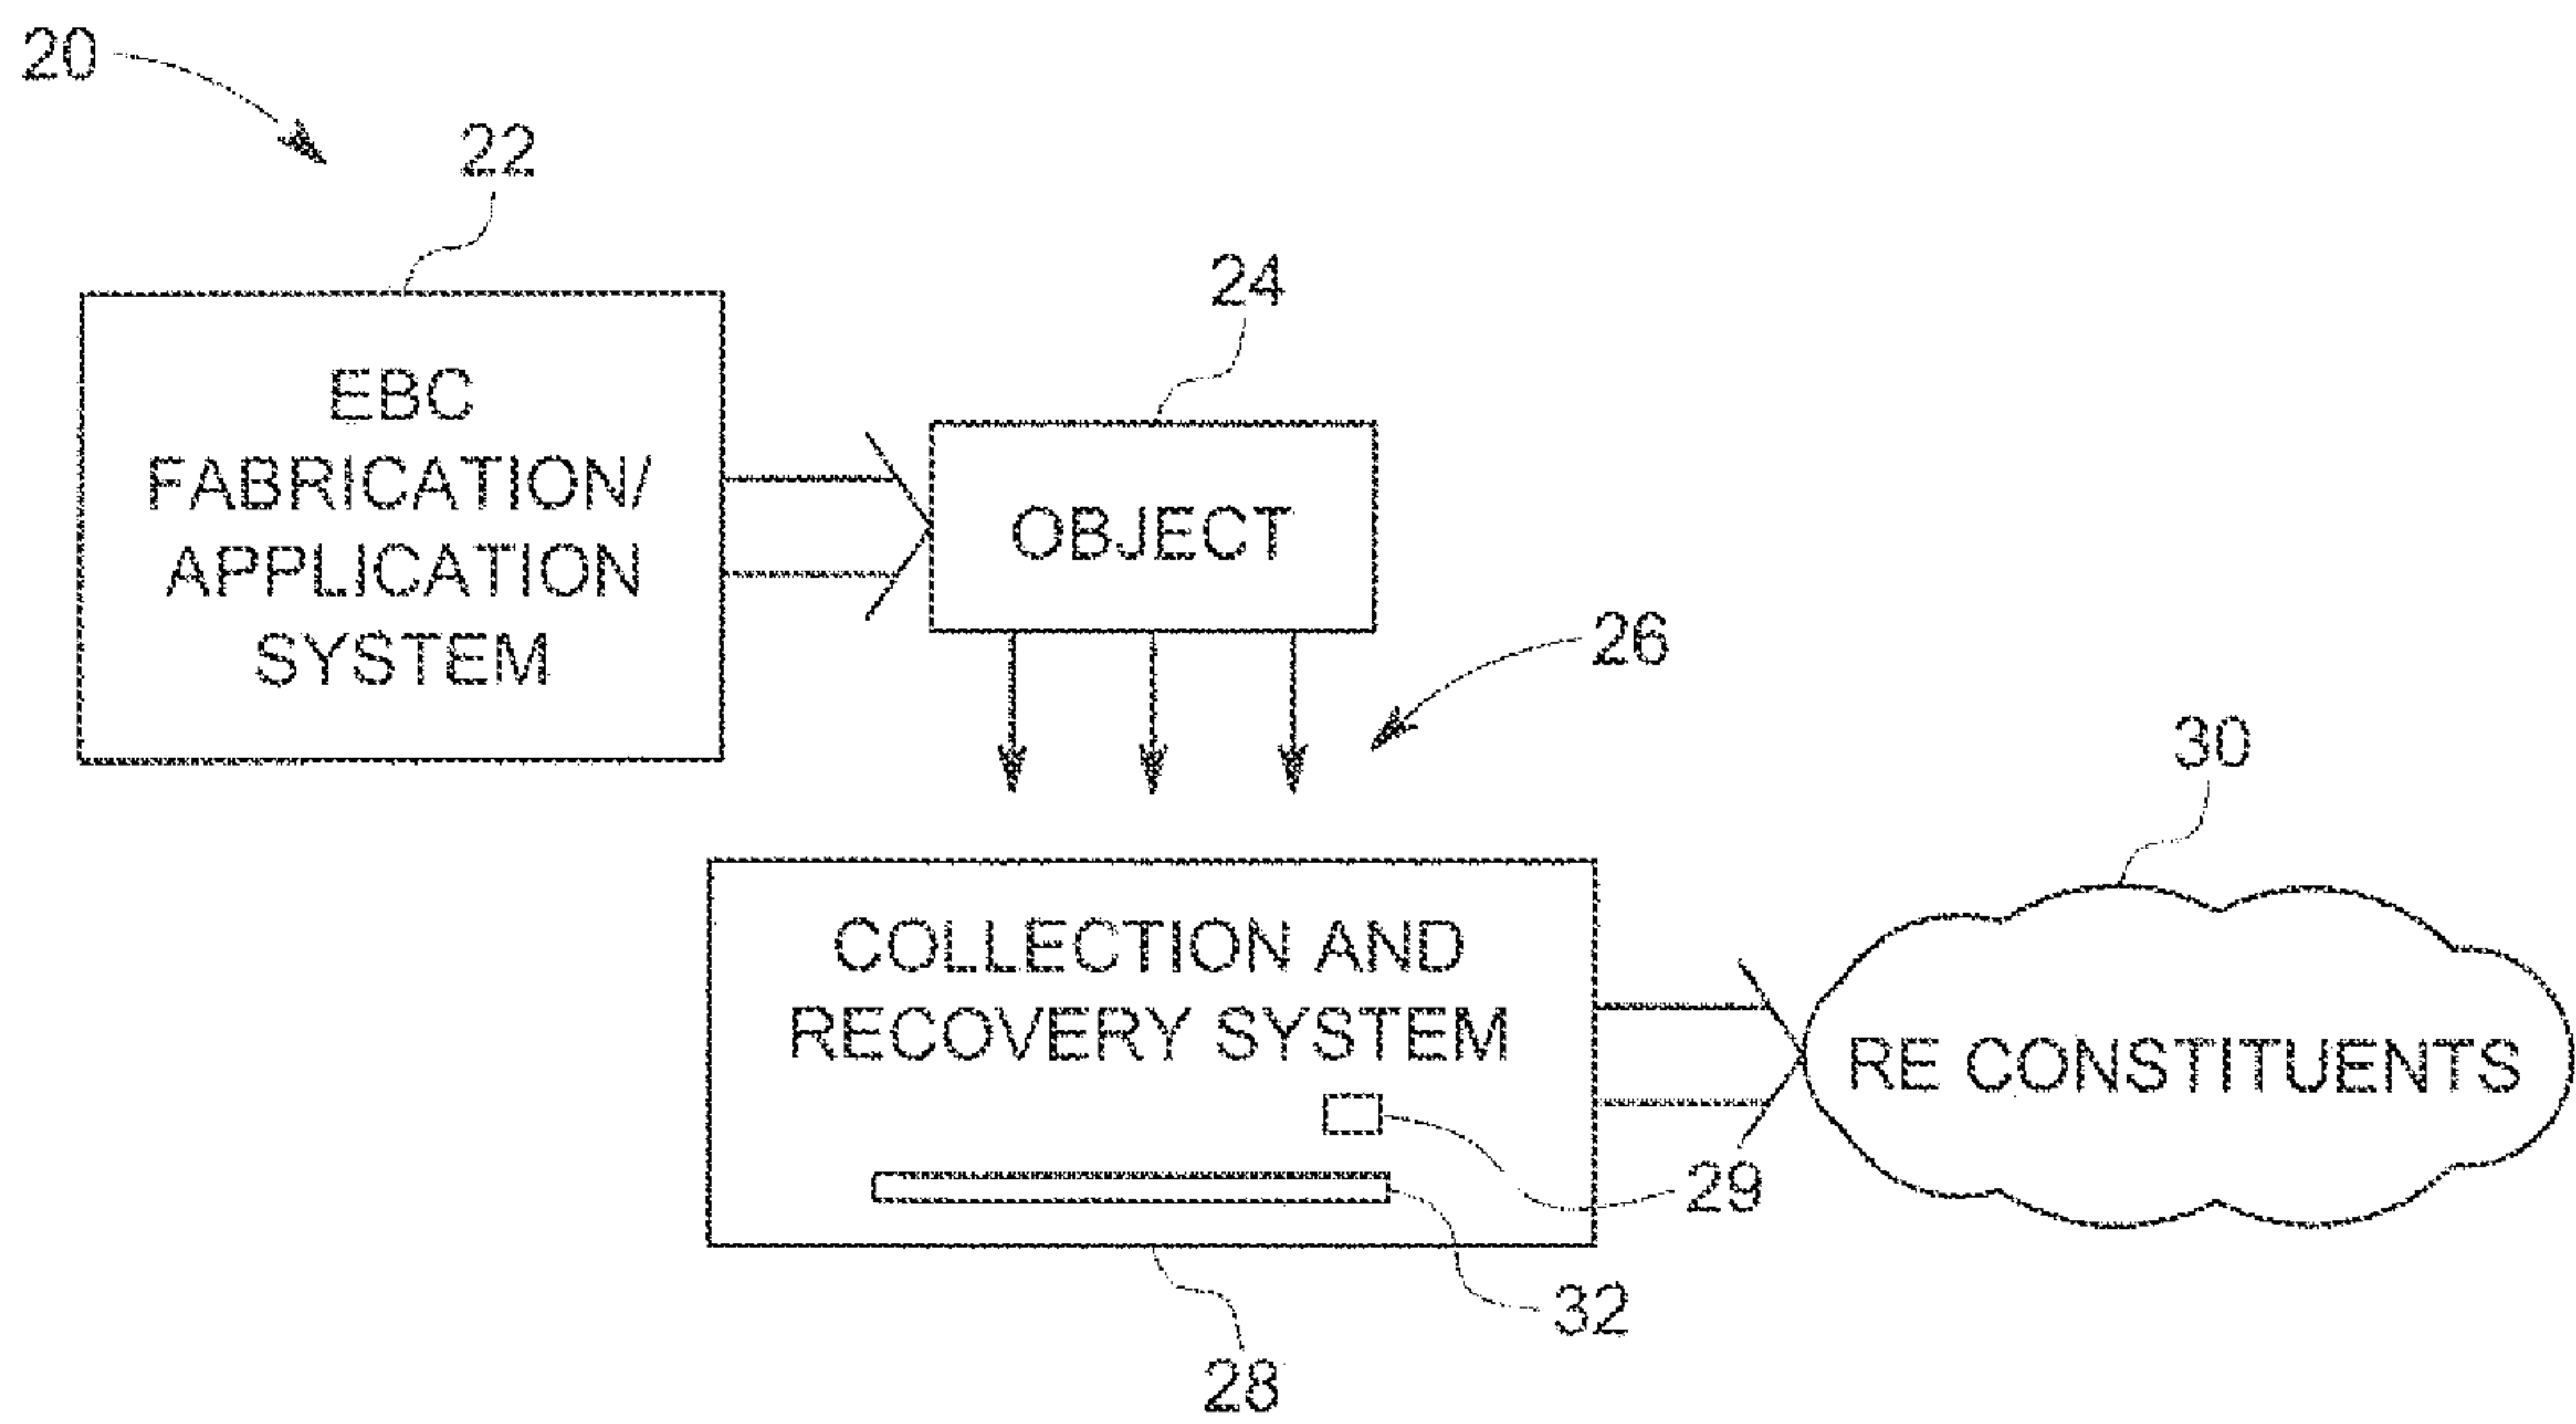 20
22
EBC
FABRICATION/
APPLICATION
SYSTEM
24
OBJECT
26
30
COLLECTION AND
RECOVERY SYSTEM
RE CONSTITUENTS
29
32
28